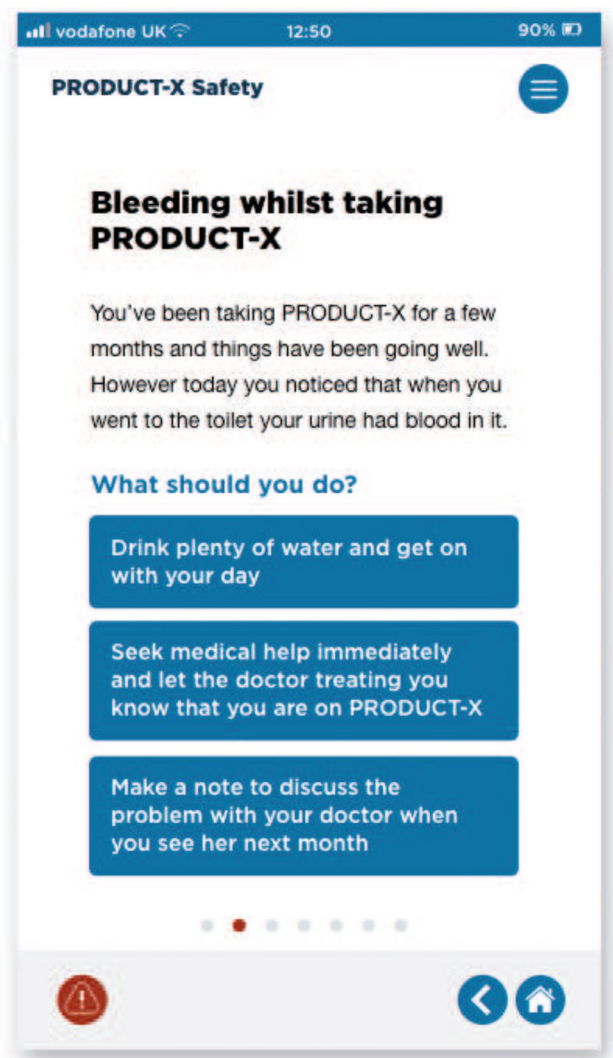 vodafone UK 12:50 90%
PRODUCT-X Safety
Bleeding whilst taking
PRODUCT-X
You've been taking PRODUCT-X for a few
months and things have been going well.
However today you noticed that when you
went to the toilet your urine had blood in it.
What should you do?
Drink plenty of water and get on
with your day
Seek medical help immediately
and let the doctor treating you
know that you are on PRODUCT-X
Make a note to discuss the
problem with your doctor when
you see her next month